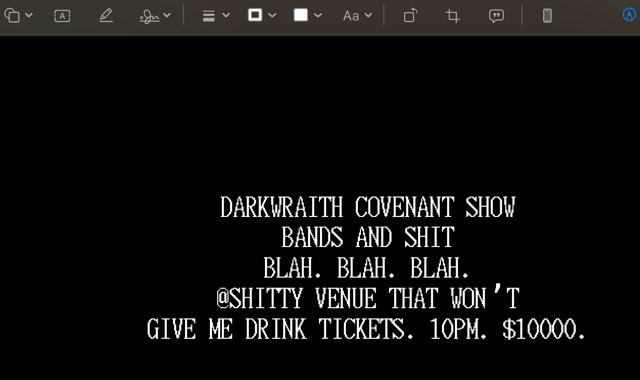 Aa
DARKWRAITH COVENANT SHOW
BANDS AND SHIT
BLAH. BLAH. BLAH.
@SHITTY VENUE THAT WON'T
GIVE ME DRINK TICKETS. 10PM. $10000.